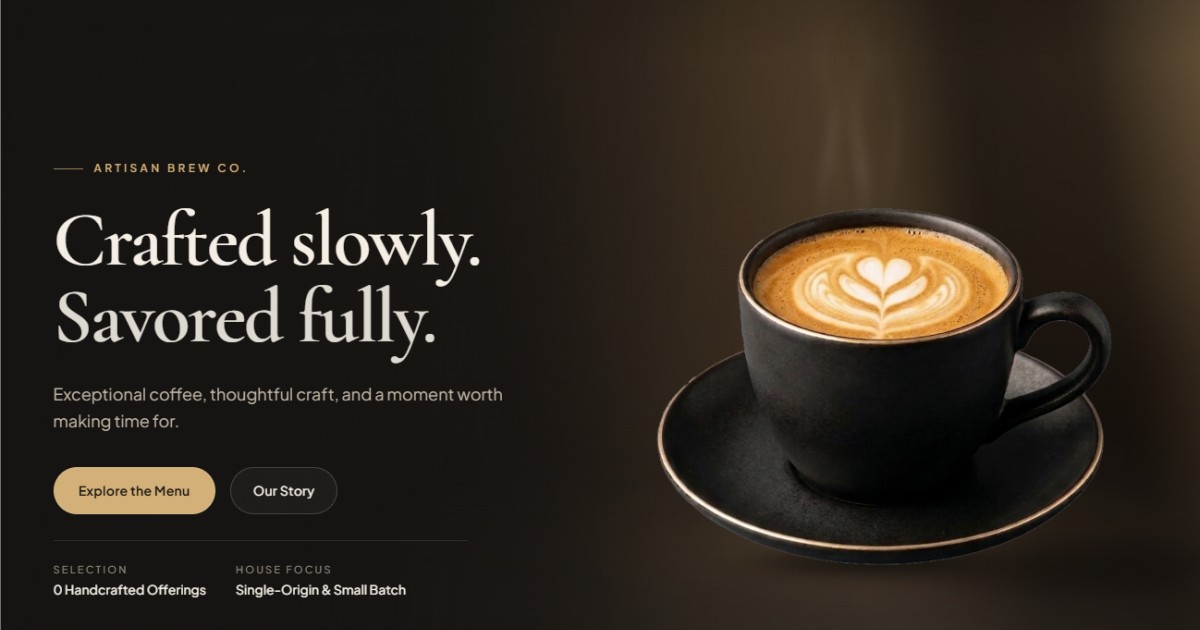 ARTISAN BREW CO.
Crafted slowly.
Savored fully.
Exceptional coffee, thoughtful craft, and a moment worth
making time for.
Explore the Menu
Our Story
SELECTION
HOUSE FOCUS
0 Handcrafted Offerings
Single-Origin & Small Batch